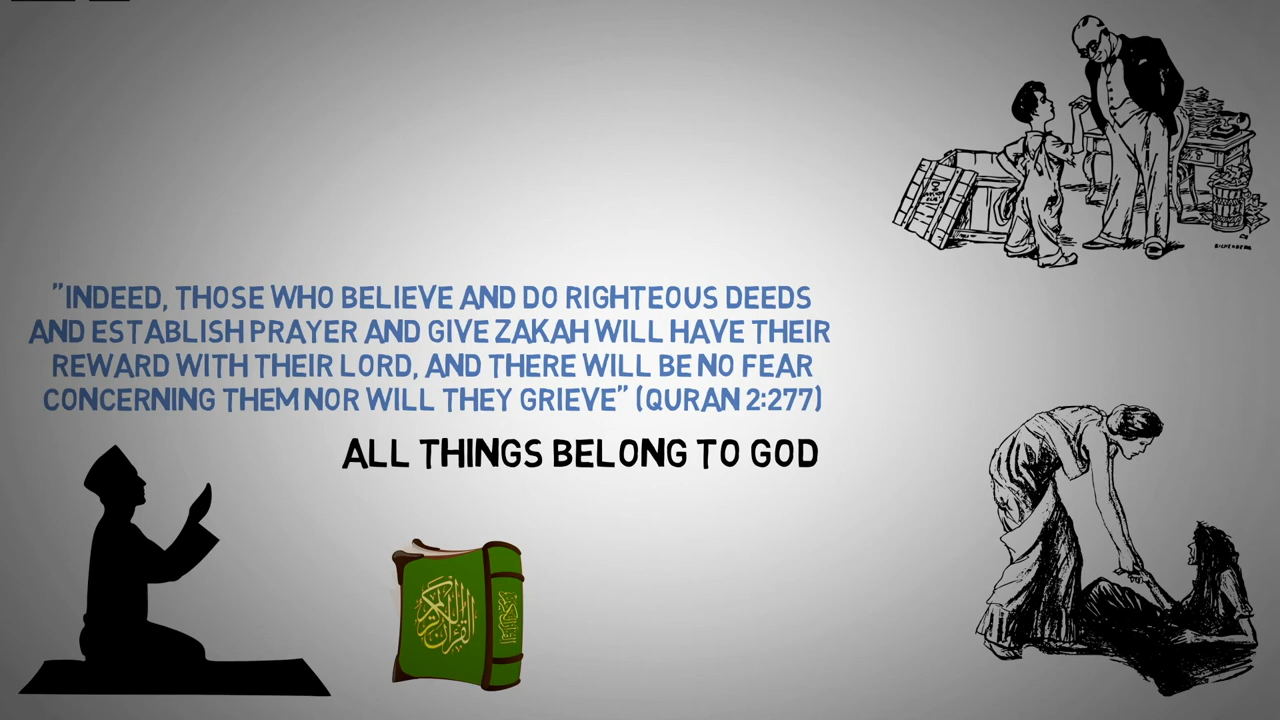 "INDEED, THOSE WHO BELIEVE AND DO RIGHTEOUS DEEDS
AND ESTABLISH PRAYER AND GIVE ZAKAH WILL HAVE THEIR
REWARD WITH THEIR LORD, AND THERE WILL BE NO FEAR
CONCERNING THEM NOR WILL THEY GRIEVE" (QURAN 2:277)
ALL THINGS BELONG TO GOD
القرآن الكريم